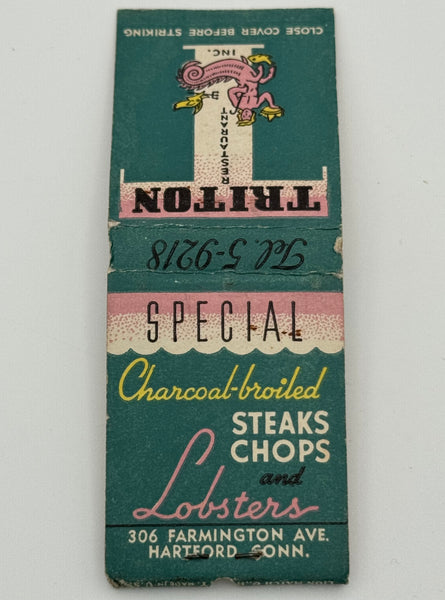 Tel. 5-9218
TRITON
RESTAURANT
INC.
CLOSE COVER BEFORE STRIKING
SPECIAL
Charcoal-broiled
STEAKS
CHOPS
and
Lobsters
306 FARMINGTON AVE.
HARTFORD CONN.